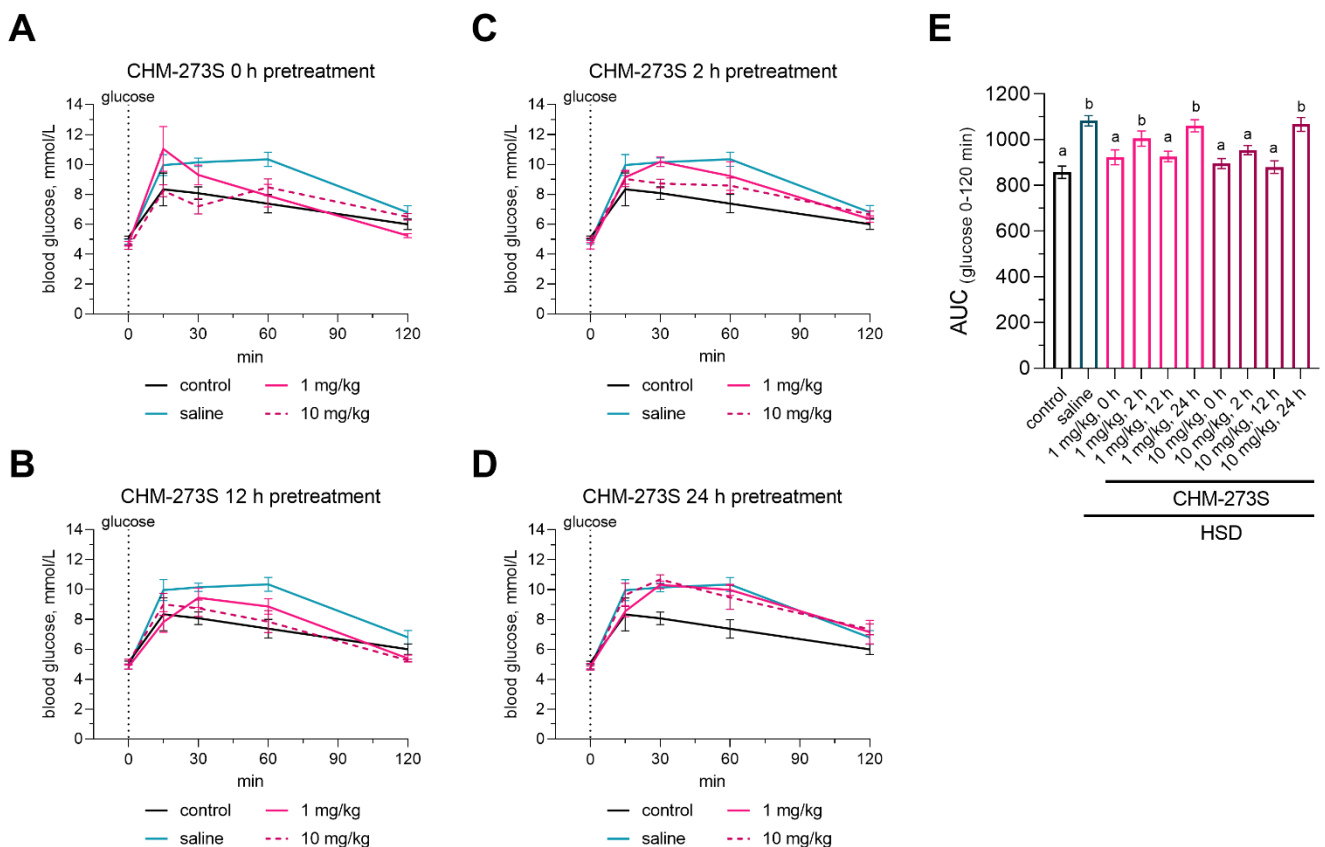 A
CHM-273S 0 h pretreatment
glucose
14
12
10
8
6
4
2
0
blood glucose, mmol/L
0
30
60
90
120
min
control
1 mg/kg
saline
10 mg/kg
C
CHM-273S 2 h pretreatment
glucose
14
12
10
8
6
4
2
0
blood glucose, mmol/L
0
30
60
90
120
min
control
1 mg/kg
saline
10 mg/kg
E
1200
1000
800
600
400
200
0
AUC (glucose 0-120 min)
a
b
a
b
a
b
a
a
a
b
control
saline
1 mg/kg, 0 h
1 mg/kg, 2 h
1 mg/kg, 12 h
1 mg/kg, 24 h
10 mg/kg, 0 h
10 mg/kg, 2 h
10 mg/kg, 12 h
10 mg/kg, 24 h
CHM-273S
HSD
B
CHM-273S 12 h pretreatment
glucose
14
12
10
8
6
4
2
0
blood glucose, mmol/L
0
30
60
90
120
min
control
1 mg/kg
saline
10 mg/kg
D
CHM-273S 24 h pretreatment
glucose
14
12
10
8
6
4
2
0
blood glucose, mmol/L
0
30
60
90
120
min
control
1 mg/kg
saline
10 mg/kg